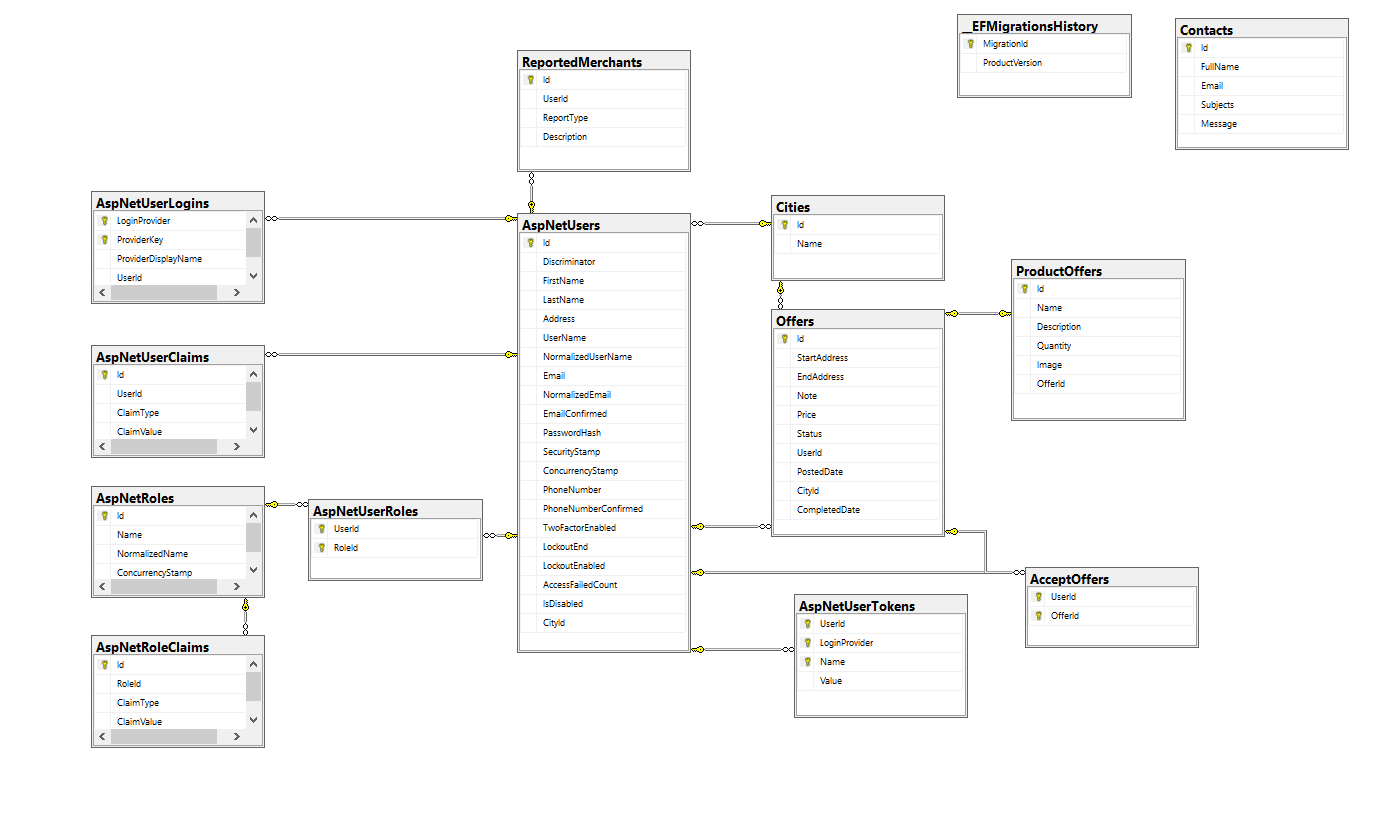 __EFMigrationsHistory
MigrationId
ProductVersion
Contacts
Id
FullName
Email
Subjects
Message
ReportedMerchants
Id
UserId
ReportType
Description
AspNetUserLogins
LoginProvider
ProviderKey
ProviderDisplayName
UserId
AspNetUsers
Id
Discriminator
FirstName
LastName
Address
UserName
NormalizedUserName
Email
NormalizedEmail
EmailConfirmed
PasswordHash
SecurityStamp
ConcurrencyStamp
PhoneNumber
PhoneNumberConfirmed
TwoFactorEnabled
LockoutEnd
LockoutEnabled
AccessFailedCount
IsDisabled
CityId
Cities
Id
Name
ProductOffers
Id
Name
Description
Quantity
Image
OfferId
Offers
Id
StartAddress
EndAddress
Note
Price
Status
UserId
PostedDate
CityId
CompletedDate
AspNetUserClaims
Id
UserId
ClaimType
ClaimValue
AspNetRoles
Id
Name
NormalizedName
ConcurrencyStamp
AspNetUserRoles
UserId
RoleId
AcceptOffers
UserId
OfferId
AspNetUserTokens
UserId
LoginProvider
Name
Value
AspNetRoleClaims
Id
RoleId
ClaimType
ClaimValue